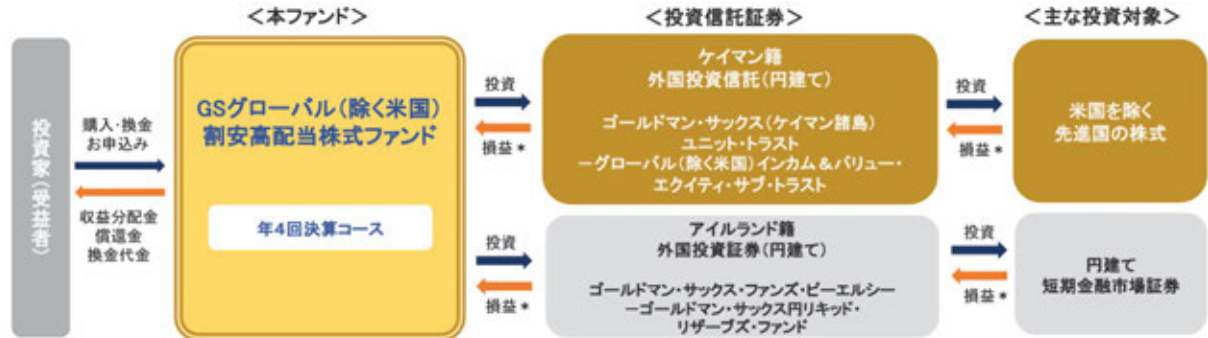 <本ファンド>
<投資信託証券>
<主な投資対象>
投資家(受益者)
購入・換金
お申込み
収益分配金
償還金
換金代金
GSグローバル(除く米国)
割安高配当株式ファンド
年4回決算コース
投資
損益*
ケイマン籍
外国投資信託(円建て)
ゴールドマン・サックス(ケイマン諸島)
ユニット・トラスト
－グローバル(除く米国)インカム&バリュー・
エクイティ・サブ・トラスト
投資
損益*
米国を除く
先進国の株式
投資
損益*
アイルランド籍
外国投資証券(円建て)
ゴールドマン・サックス・ファンズ・ピーエルシー
－ゴールドマン・サックス円リキッド・
リザーブズ・ファンド
投資
損益*
円建て
短期金融市場証券